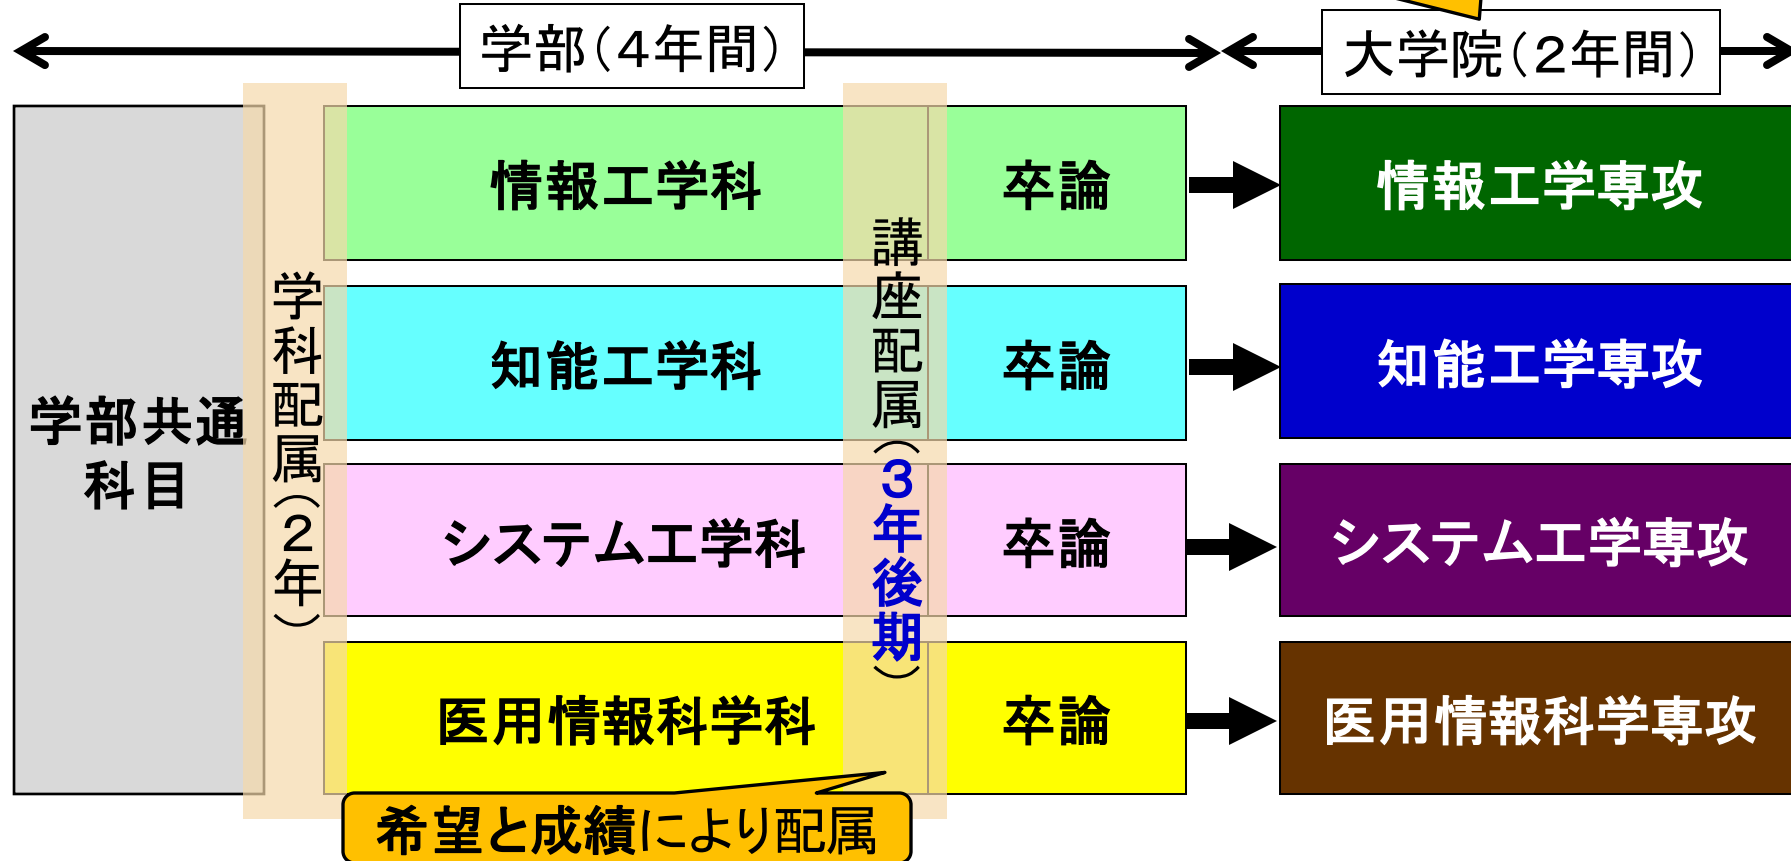 学部（４年間）
大学院（２年間）
学部共通
科目
学科配属（２年）
情報工学科
知能工学科
システム工学科
医用情報科学科
講座配属（３年後期）
卒論
卒論
卒論
卒論
情報工学専攻
知能工学専攻
システム工学専攻
医用情報科学専攻
希望と成績により配属